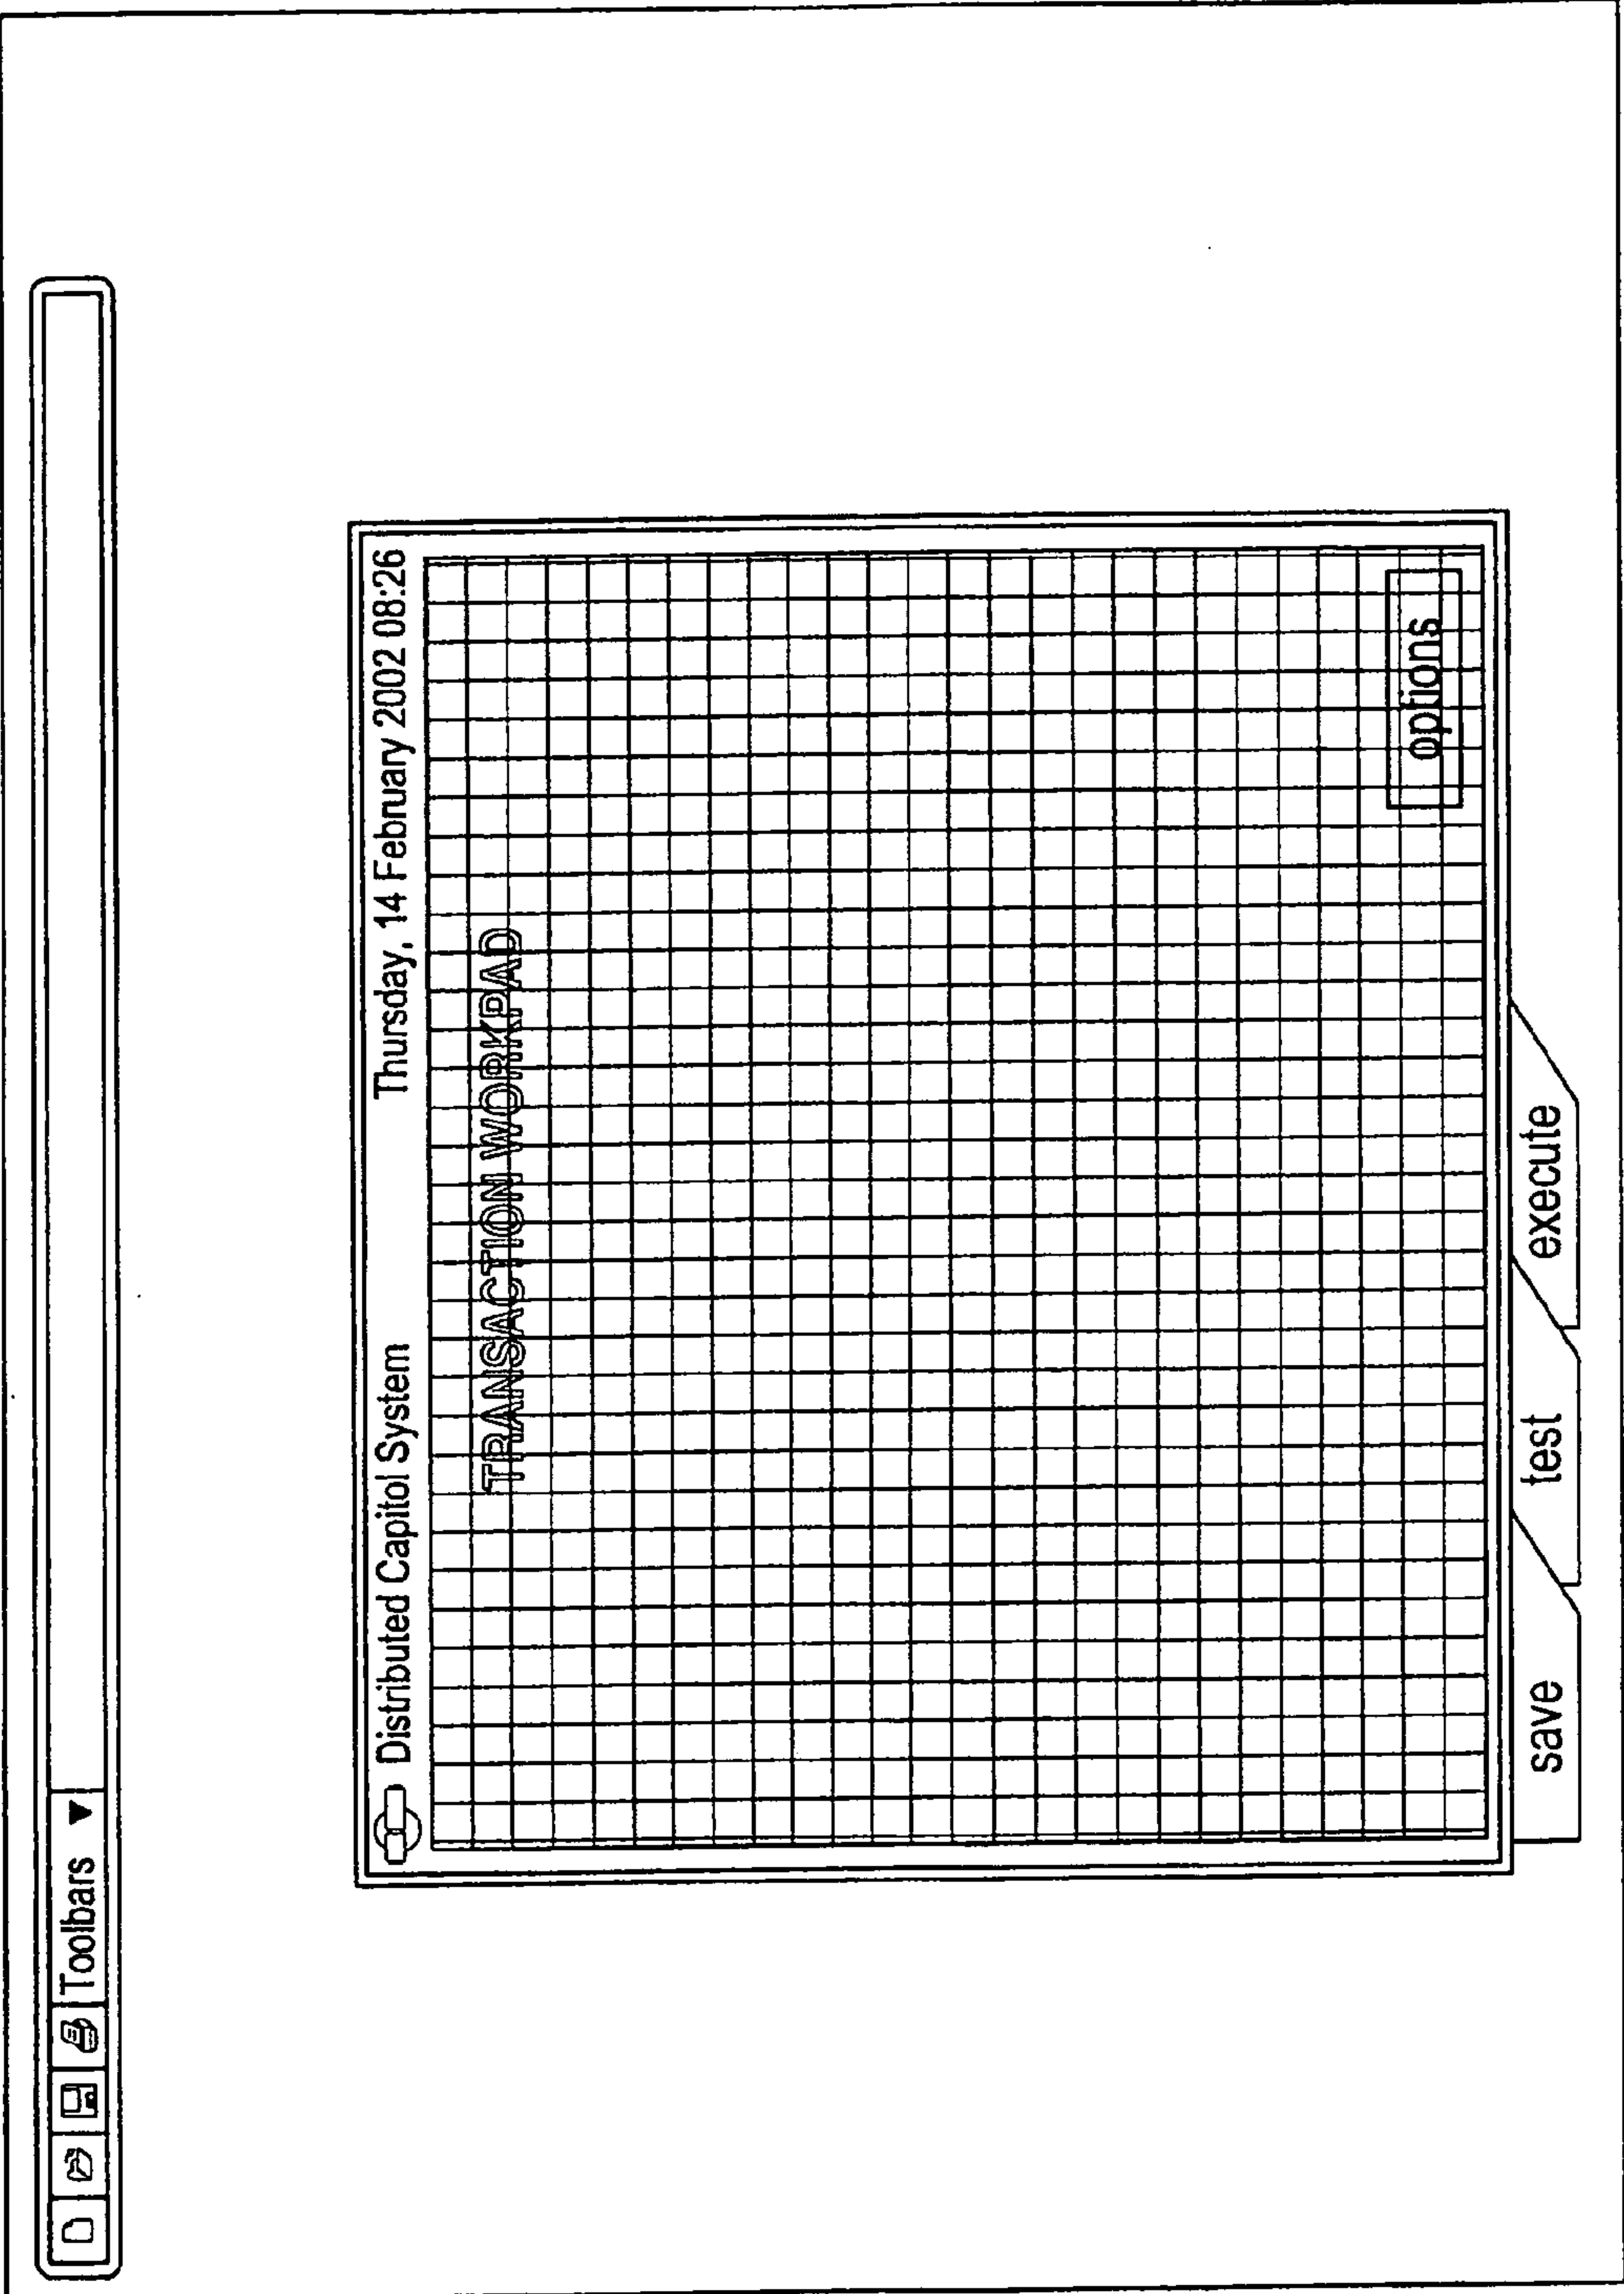 Toolbars
Distributed Capitol System
Thursday, 14 February 2002 08:26
TRANSACTION WORKPAD
options
save
test
execute